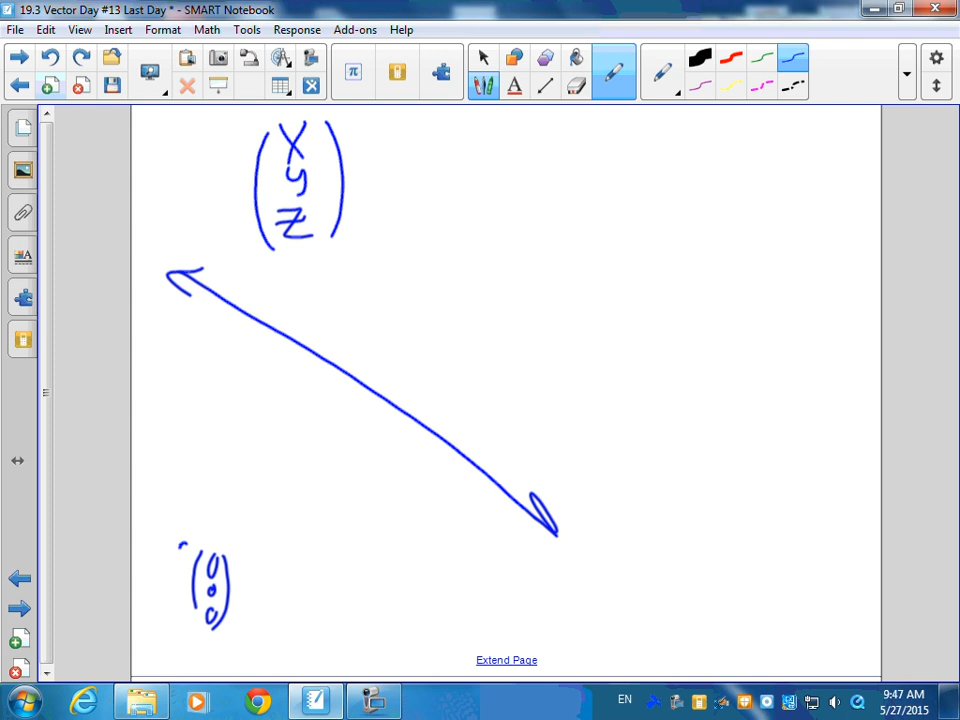 19.3 Vector Day #13 Last Day * - SMART Notebook
File Edit View Insert Format Math Tools Response Add-ons Help
X
y
Z
0
0
0
Extend Page
EN
9:47 AM
5/27/2015